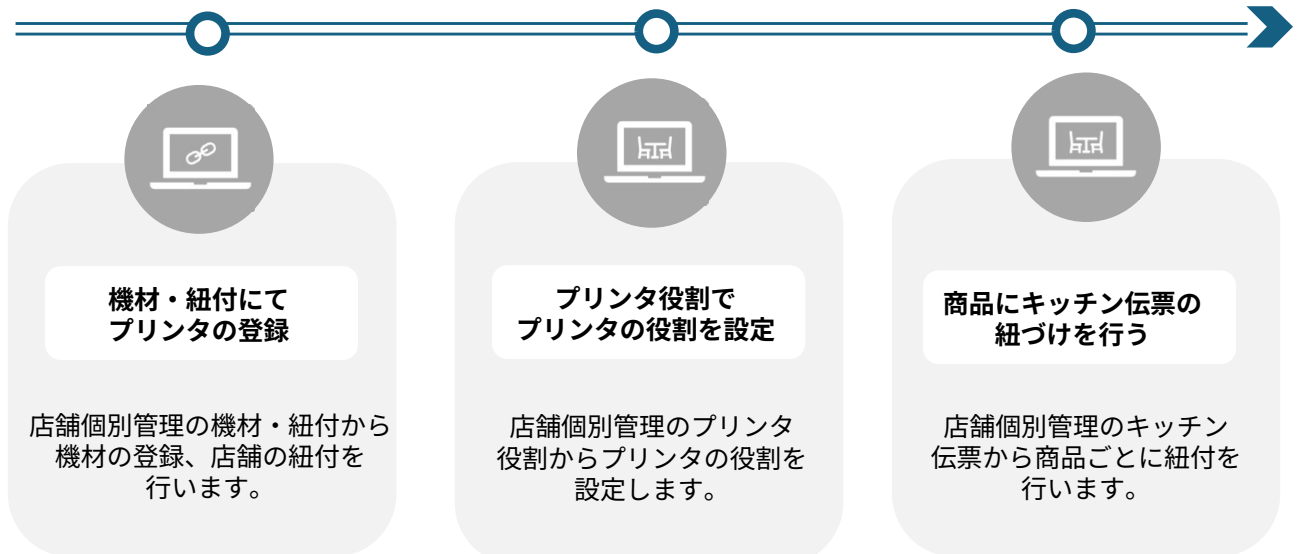 機材・紐付にて
プリンタの登録
店舗個別管理の機材・紐付から
機材の登録、店舗の紐付を
行います。
プリンタ役割で
プリンタの役割を設定
店舗個別管理のプリンタ
役割からプリンタの役割を
設定します。
商品にキッチン伝票の
紐づけを行う
店舗個別管理のキッチン
伝票から商品ごとに紐付を
行います。